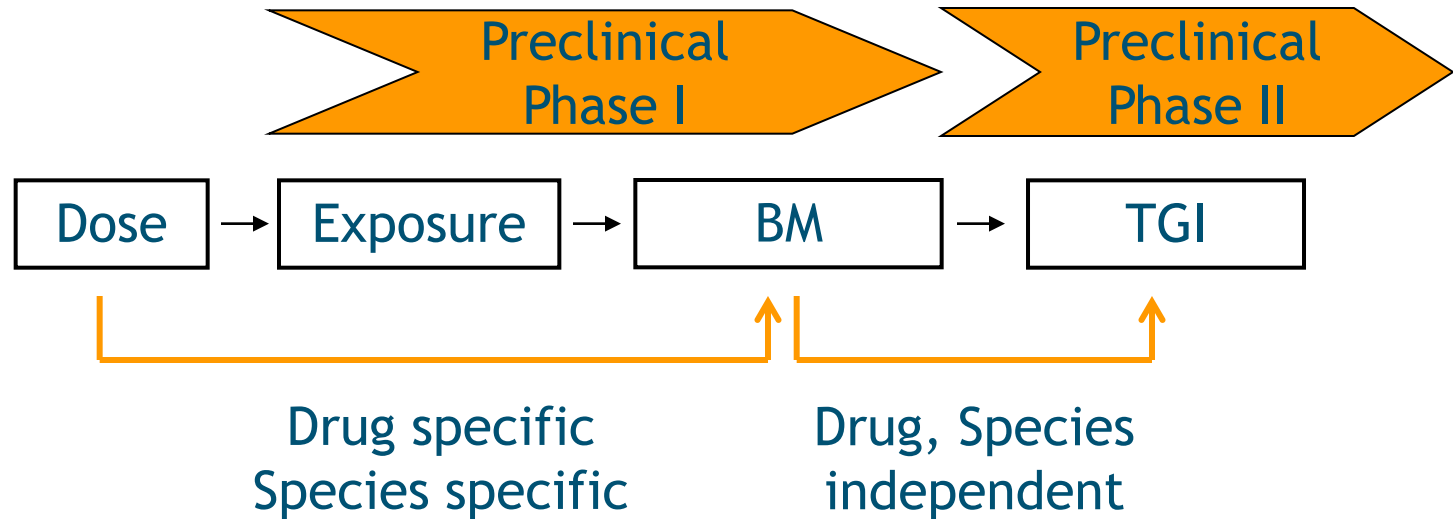 Preclinical
Phase I
Preclinical
Phase II
Dose
Exposure
BM
TGI
Drug specific
Species specific
Drug, Species
independent